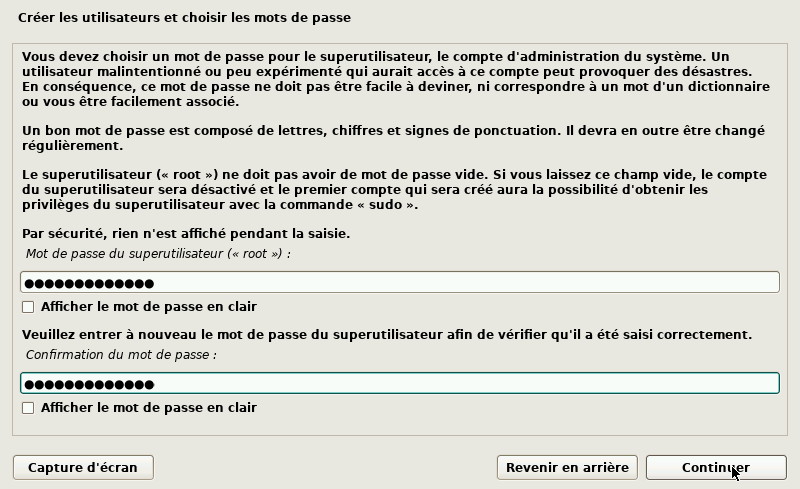 Créer les utilisateurs et choisir les mots de passe
Vous devez choisir un mot de passe pour le superutilisateur, le compte d'administration du système. Un
utilisateur malintentionné ou peu expérimenté qui aurait accès à ce compte peut provoquer des désastres.
En conséquence, ce mot de passe ne doit pas être facile à deviner, ni correspondre à un mot d'un dictionnaire
ou vous être facilement associé.
Un bon mot de passe est composé de lettres, chiffres et signes de ponctuation. Il devra en outre être changé
régulièrement.
Le superutilisateur (« root ») ne doit pas avoir de mot de passe vide. Si vous laissez ce champ vide, le compte
du superutilisateur sera désactivé et le premier compte qui sera créé aura la possibilité d'obtenir les
privilèges du superutilisateur avec la commande « sudo ».
Par sécurité, rien n'est affiché pendant la saisie.
Mot de passe du superutilisateur (« root ») :
●●●●●●●●●●●●●
Afficher le mot de passe en clair
Veuillez entrer à nouveau le mot de passe du superutilisateur afin de vérifier qu'il a été saisi correctement.
Confirmation du mot de passe :
●●●●●●●●●●●●●
Afficher le mot de passe en clair
Capture d'écran
Revenir en arrière
Continuer